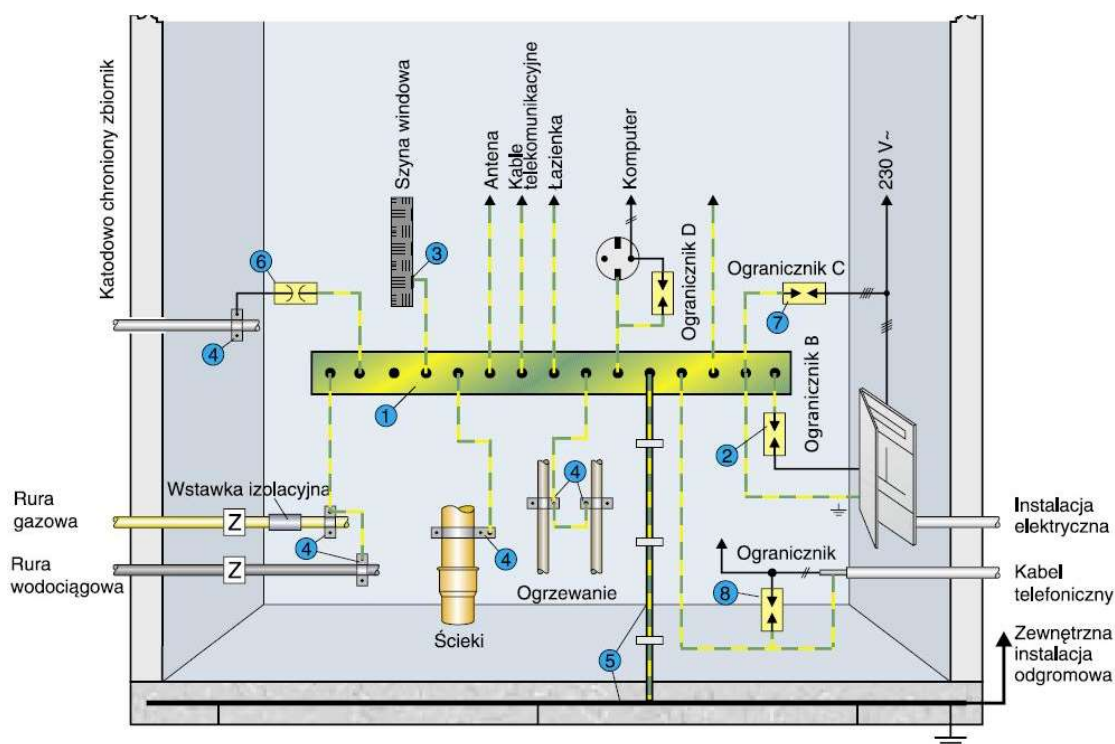 Katodowo chroniony zbiornik
Szyna windowa
Antena
Kable
telekomunikacyjne
Łazienka
Komputer
230 V~
6
3
Ogranicznik D
Ogranicznik C
7
4
1
Ogranicznik B
2
Rura
gazowa
Wstawka izolacyjna
Z
4
4
4
Instalacja
elektryczna
Rura
wodociągowa
Z
Ogrzewanie
Ogranicznik
8
Kabel
telefoniczny
Ścieki
5
Zewnętrzna
instalacja
odgromowa